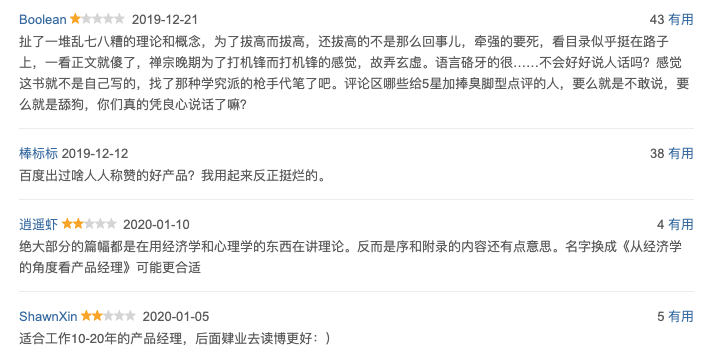 Boolean 2019-12-21 43 有用
扯了一堆乱七八糟的理论和概念，为了拔高而拔高，还拔高的不是那么回事儿，牵强的要死，看目录似乎挺在路子
上，一看正文就傻了，禅宗晚期为了打机锋而打机锋的感觉，故弄玄虚。语言硌牙的很……不会好好说人话吗？感觉
这书就不是自己写的，找了那种学究派的枪手代笔了吧。评论区哪些给5星加捧臭脚型点评的人，要么就是不敢说，要
么就是舔狗，你们真的凭良心说话了嘛？
棒标标 2019-12-12 38 有用
百度出过啥人人称赞的好产品？我用起来反正挺烂的。
逍遥虾 2020-01-10 4 有用
绝大部分的篇幅都是在用经济学和心理学的东西在讲理论。反而是序和附录的内容还有点意思。名字换成《从经济学
的角度看产品经理》可能更合适
ShawnXin 2020-01-05 5 有用
适合工作10-20年的产品经理，后面肄业去读博更好：）